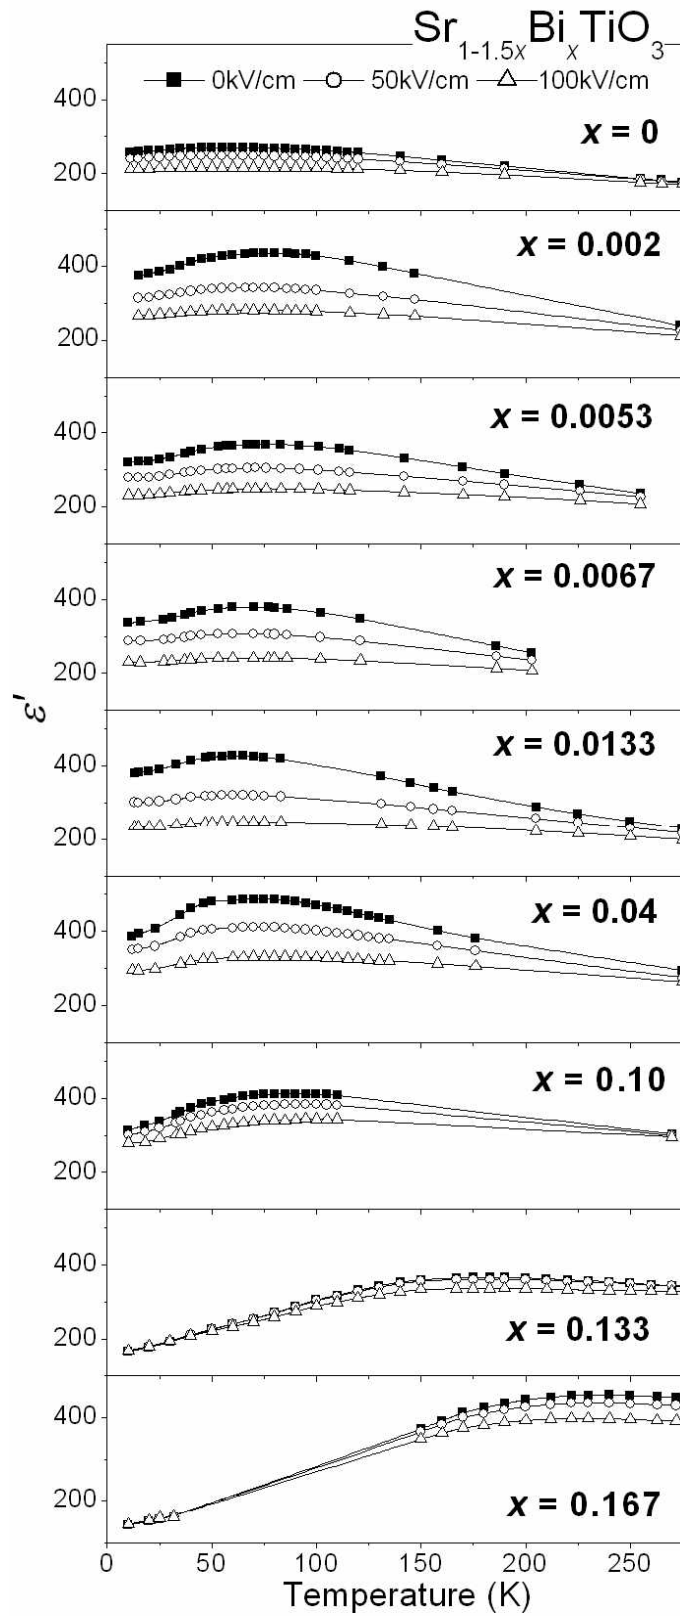 Sr1-1.5xBixTiO3
0kV/cm 50kV/cm 100kV/cm
400
200
x = 0
400
200
x = 0.002
400
200
x = 0.0053
400
200
x = 0.0067
ε'
400
200
x = 0.0133
400
200
x = 0.04
400
200
x = 0.10
400
200
x = 0.133
400
200
x = 0.167
0 50 100 150 200 250
Temperature (K)